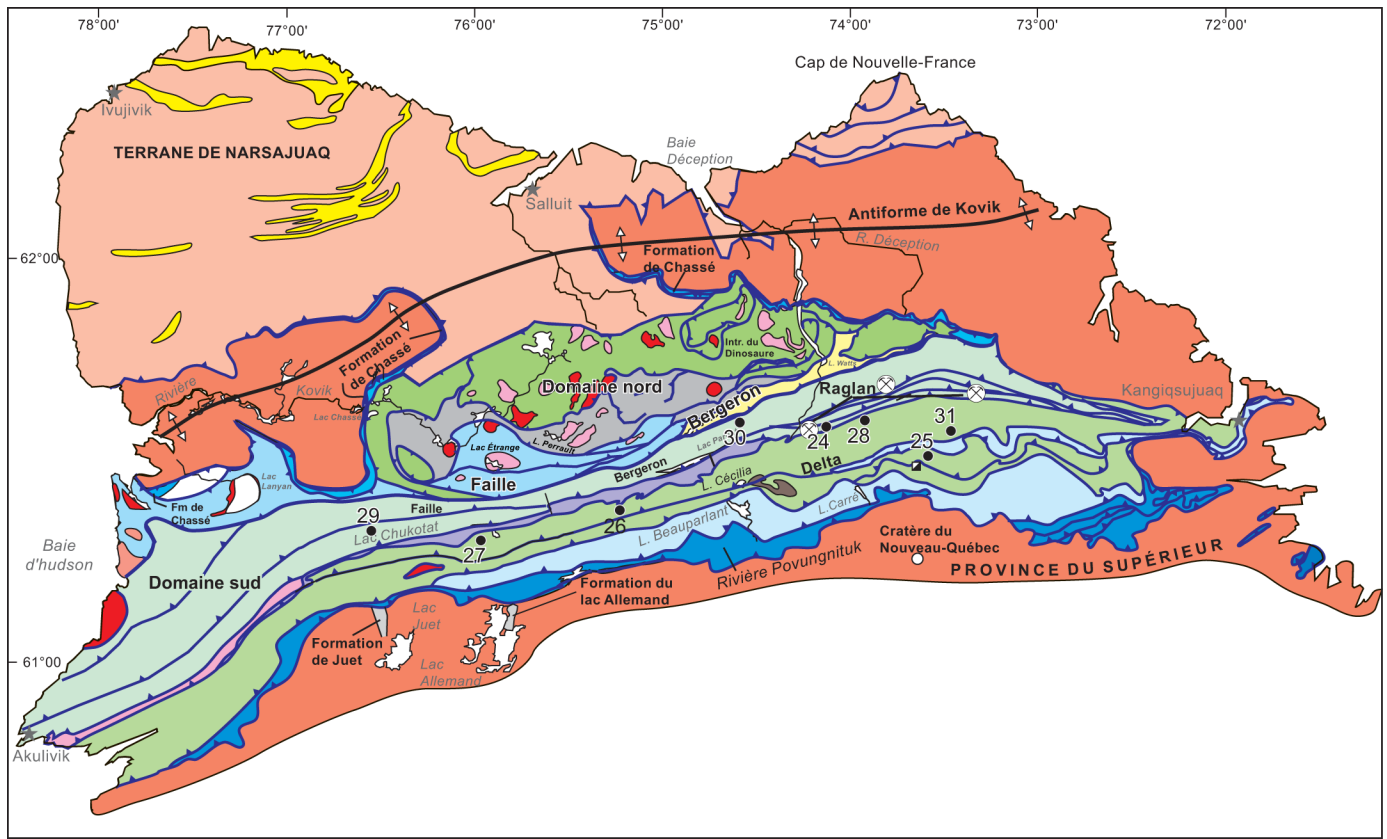 78°00'
77°00'
76°00'
75°00'
74°00'
73°00'
72°00'
Cap de Nouvelle-France
Ivujivik
TERRANE DE NARSAJUAQ
Baie
Déception
Salluit
Antiforme de Kovik
R. Déception
62°00'
Formation
de Chassé
Formation
de Chassé
Intr. du
Dinosaure
L. Watts
Rivière
Kovik
Lac Chassé
Domaine nord
Raglan
Kangiqsujuaq
Bergeron
L. Perrault
Lac Étrange
30
24
28
31
25
Lac Par
Bergeron
Delta
L. Cécilia
Faille
Lac
Lanyan
Fm de
Chassé
Faille
29
Lac Chukotat
27
26
L. Beauparlant
L. Carré
Cratère du
Nouveau-Québec
PROVINCE DU SUPÉRIEUR
Rivière Povungnituk
Baie
d'hudson
Domaine sud
Formation du
lac Allemand
Lac
Juet
Formation
de Juet
Lac
Allemand
61°00'
Akulivik